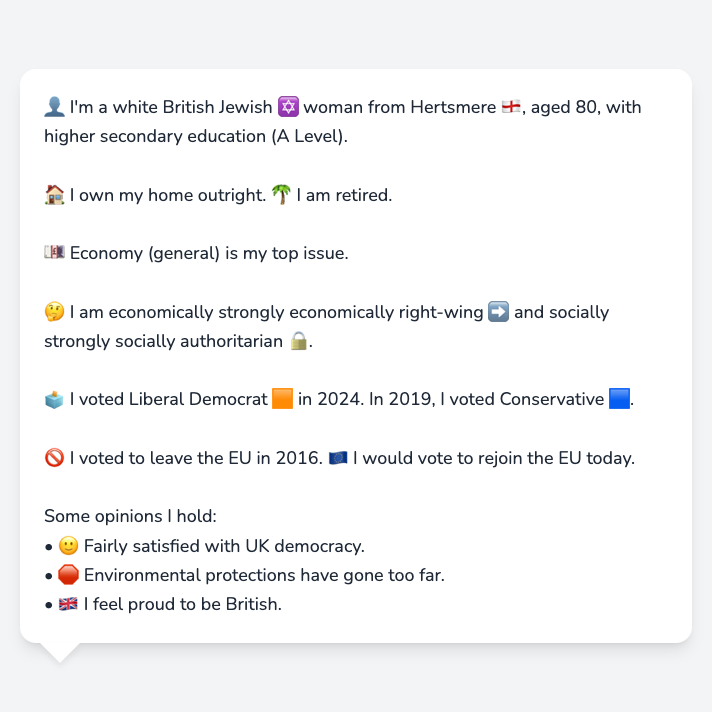 👤 I'm a white British Jewish ✡️ woman from Hertsmere 🏴󠁧󠁢󠁥󠁮󠁧󠁿, aged 80, with
higher secondary education (A Level).
🏠 I own my home outright. 🌴 I am retired.
💷 Economy (general) is my top issue.
🤔 I am economically strongly economically right-wing ➡️ and socially
strongly socially authoritarian 🔒.
🗳️ I voted Liberal Democrat 🟧 in 2024. In 2019, I voted Conservative 🟦.
🚫 I voted to leave the EU in 2016. 🇪🇺 I would vote to rejoin the EU today.
Some opinions I hold:
• 🙂 Fairly satisfied with UK democracy.
• 🛑 Environmental protections have gone too far.
• 🇬🇧 I feel proud to be British.